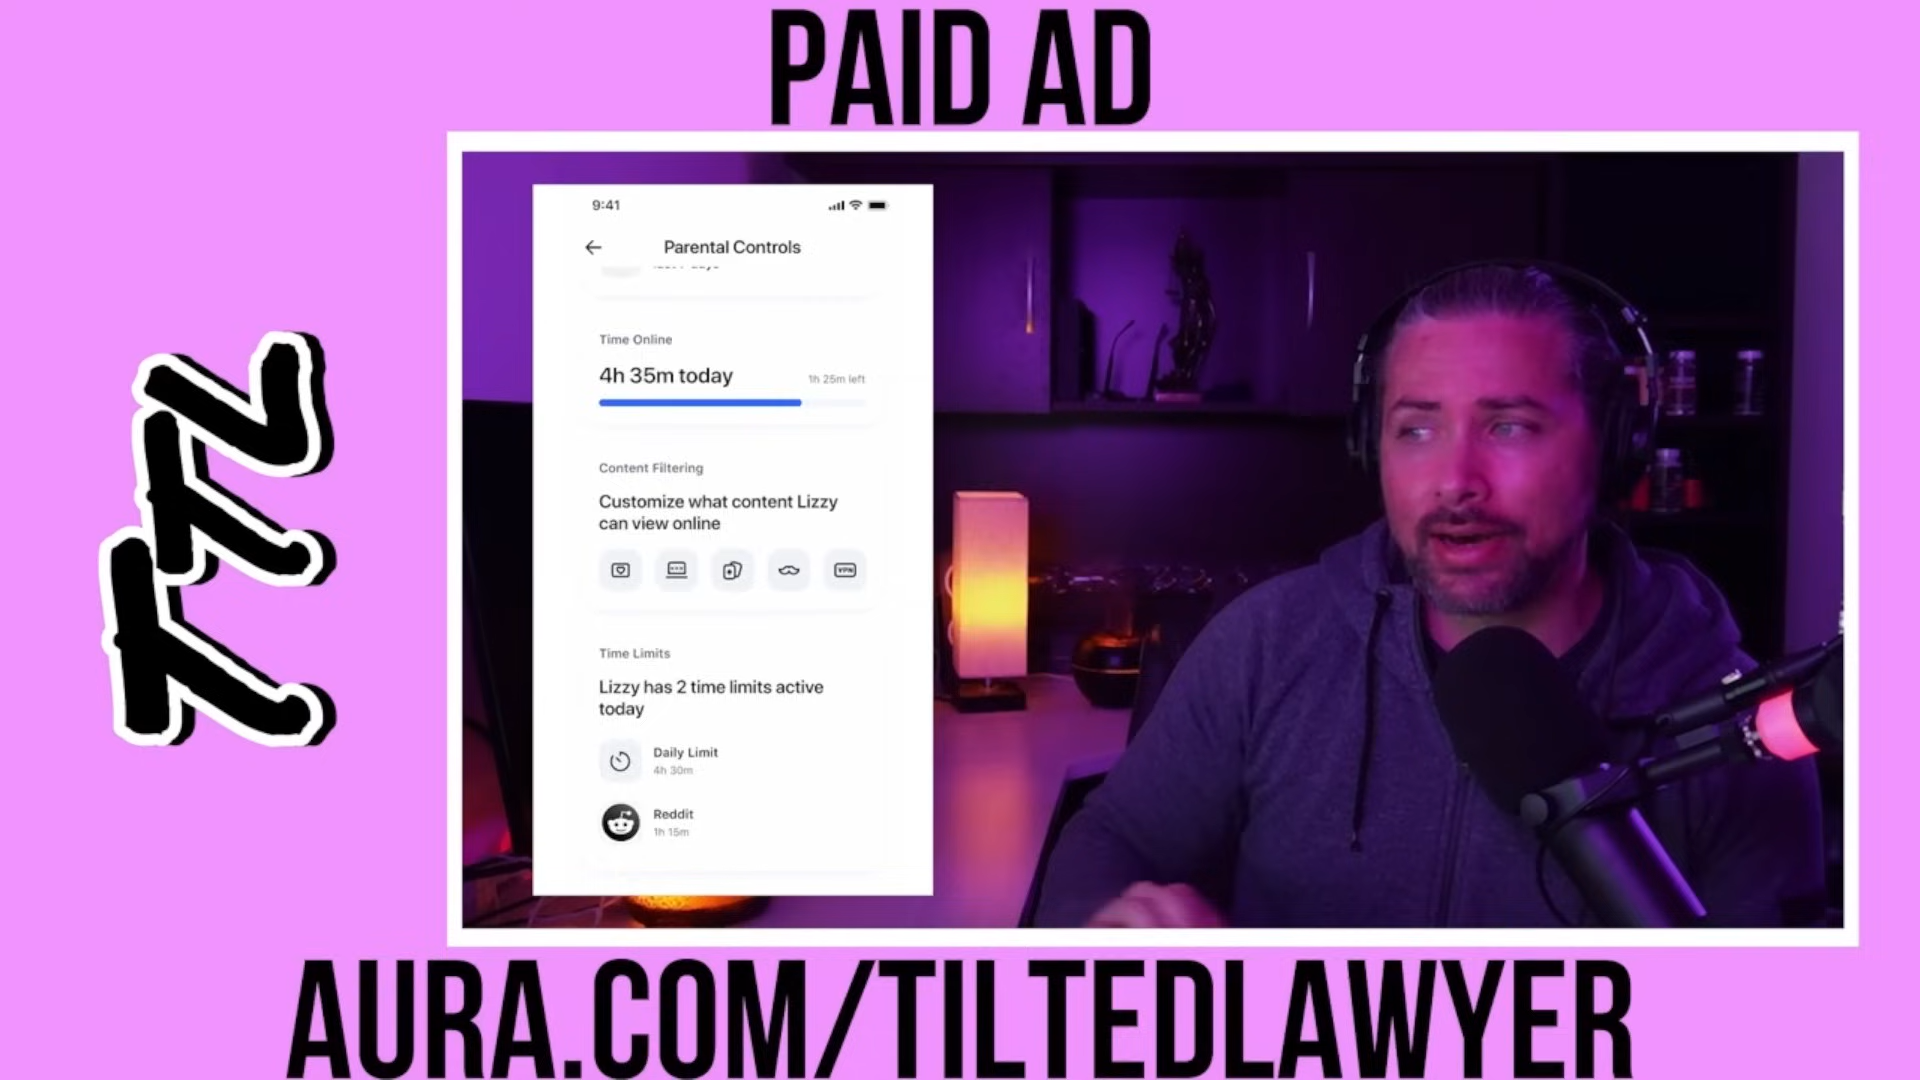 PAID AD
9:41
Parental Controls
Time Online
4h 35m today
1h 25m left
Content Filtering
Customize what content Lizzy
can view online
VPN
Time Limits
Lizzy has 2 time limits active
today
Daily Limit
4h 30m
Reddit
1h 15m
TTL
AURA.COM/TILTEDLAWYER